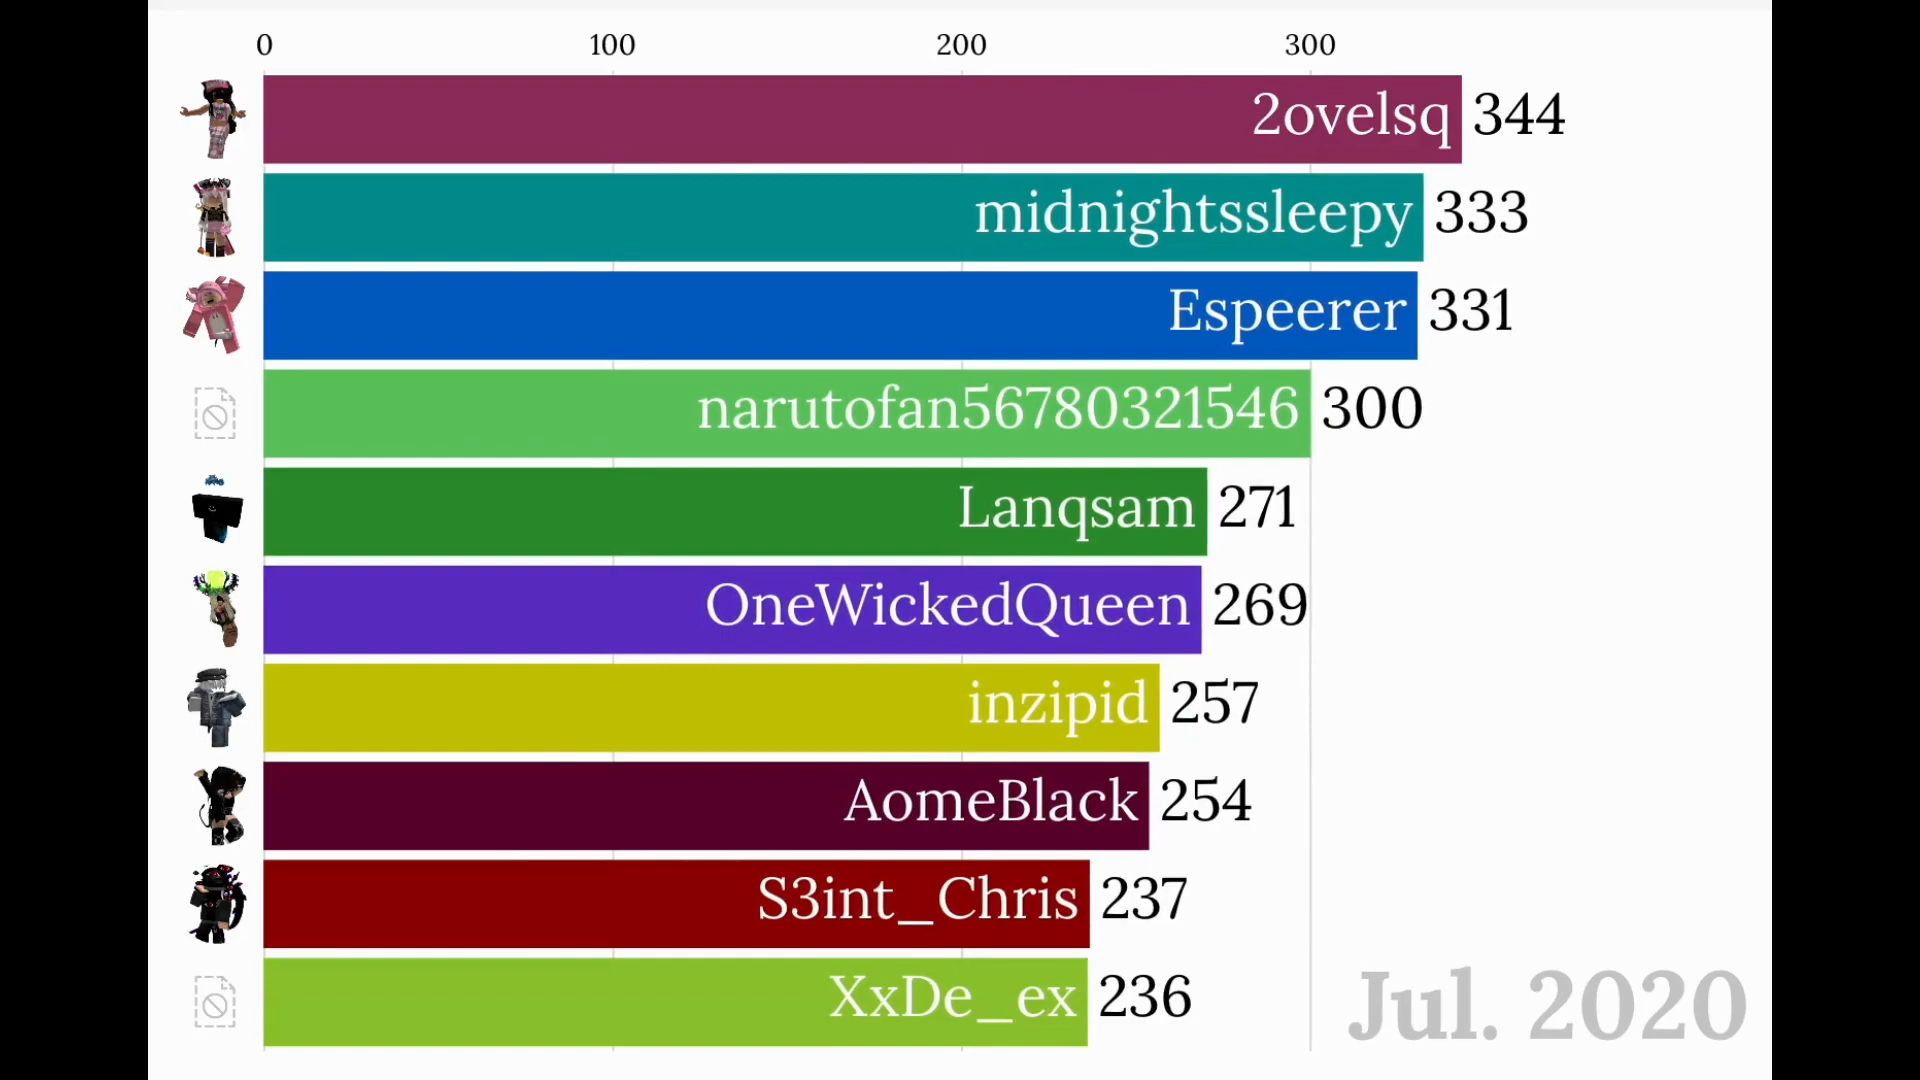 0 100 200 300
2ovelsq 344
midnightssleepy 333
Espeerer 331
narutofan56780321546 300
Lanqsam 271
OneWickedQueen 269
inzipid 257
AomeBlack 254
S3int_Chris 237
XxDe_ex 236
Jul. 2020